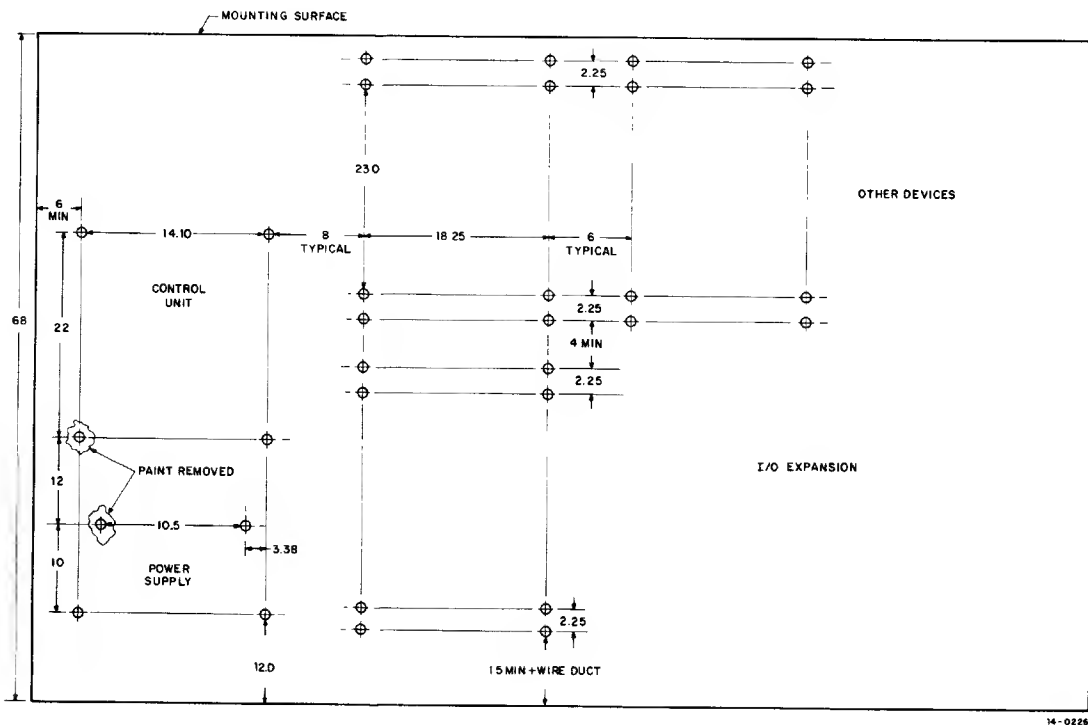 MOUNTING SURFACE
2.25
23.0
OTHER DEVICES
6
MIN
14.10
8
TYPICAL
18.25
6
TYPICAL
CONTROL
UNIT
2.25
68
22
4 MIN
2.25
PAINT REMOVED
I/O EXPANSION
12
10.5
3.38
10
POWER
SUPPLY
2.25
12.0
15 MIN + WIRE DUCT
14-0226